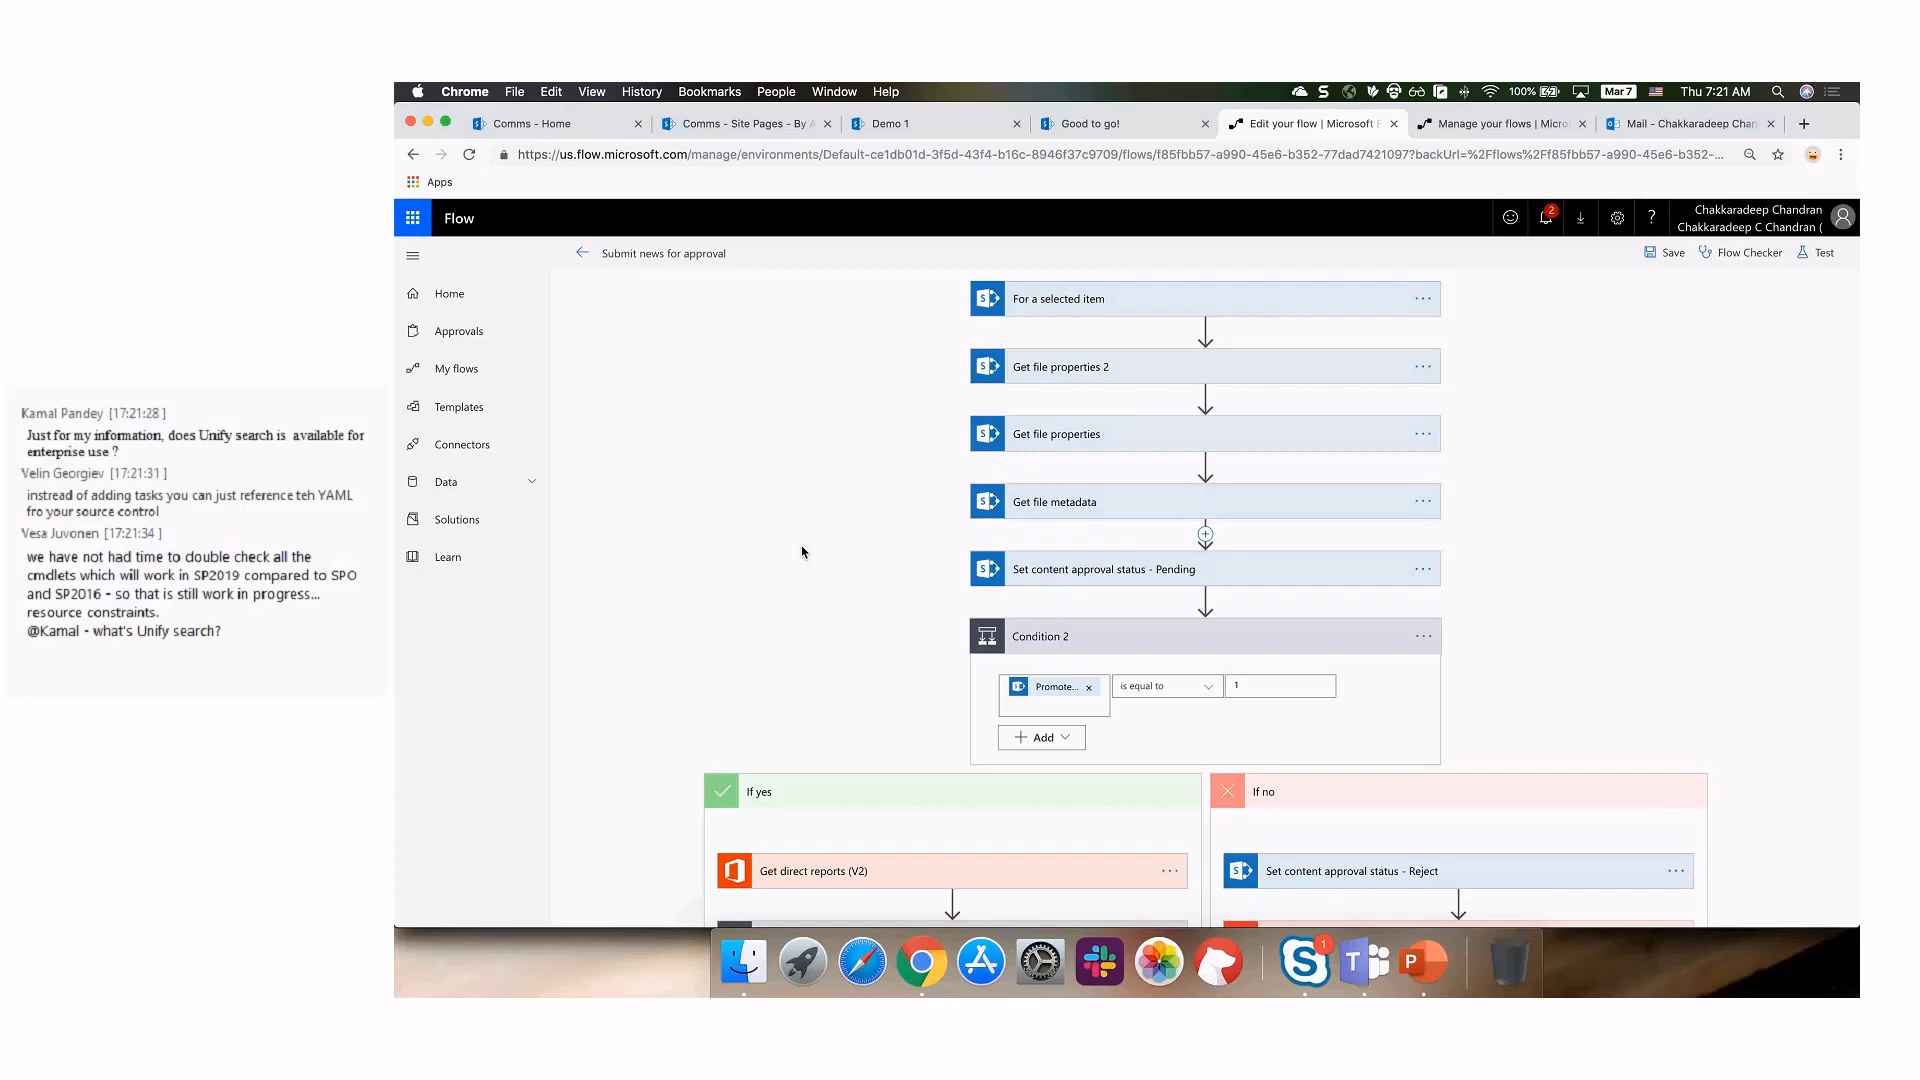 Chrome File Edit View History Bookmarks People Window Help
100% Mar 7 Thu 7:21 AM
Comms - Home
Comms - Site Pages - By A
Demo 1
Good to go!
Edit your flow | Microsoft F
Manage your flows | Micro
Mail - Chakkaradeep Chan
https://us.flow.microsoft.com/manage/environments/Default-ce1db01d-3f5d-43f4-b16c-8946f37c9709/flows/f85fbb57-a990-45e6-b352-77dad7421097?backUrl=%2Fflows%2Ff85fbb57-a990-45e6-b352-...
Apps
Flow
2
?
Chakkaradeep Chandran
Chakkaradeep C Chandran (
Submit news for approval
Save Flow Checker Test
Home
Approvals
My flows
Templates
Connectors
Data
Solutions
Learn
For a selected item
Get file properties 2
Get file properties
Get file metadata
Set content approval status - Pending
Condition 2
Promote... is equal to 1
Add
If yes
If no
Get direct reports (V2)
Set content approval status - Reject
Kamal Pandey [17:21:28 ]
Just for my information, does Unify search is available for
enterprise use ?
Velin Georgiev [17:21:31 ]
instread of adding tasks you can just reference teh YAML
fro your source control
Vesa Juvonen [17:21:34 ]
we have not had time to double check all the
cmdlets which will work in SP2019 compared to SPO
and SP2016 - so that is still work in progress...
resource constraints.
@Kamal - what's Unify search?
1